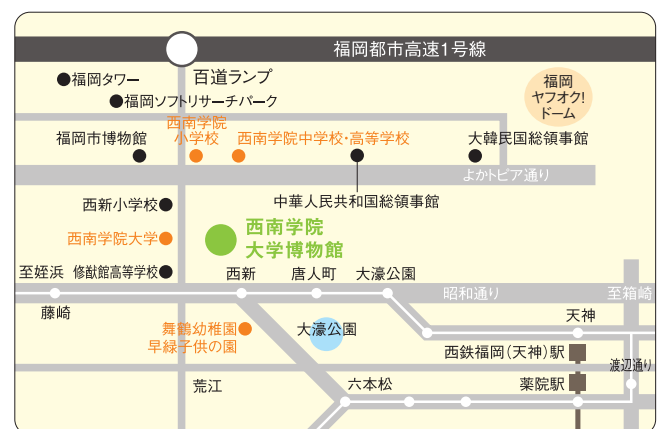 福岡都市高速1号線
百道ランプ
●福岡タワー
●福岡ソフトリサーチパーク
福岡
ヤフオク!
ドーム
福岡市博物館
西南学院
小学校
西南学院中学校・高等学校
大韓民国総領事館
よかトピア通り
中華人民共和国総領事館
西新小学校●
西南学院大学●
西南学院
大学博物館
至姪浜
修猷館高等学校●
西新
唐人町
大濠公園
昭和通り
至箱崎
藤崎
舞鶴幼稚園●
早緑子供の園
大濠公園
天神
西鉄福岡(天神)駅
渡辺通り
荒江
六本松
薬院駅